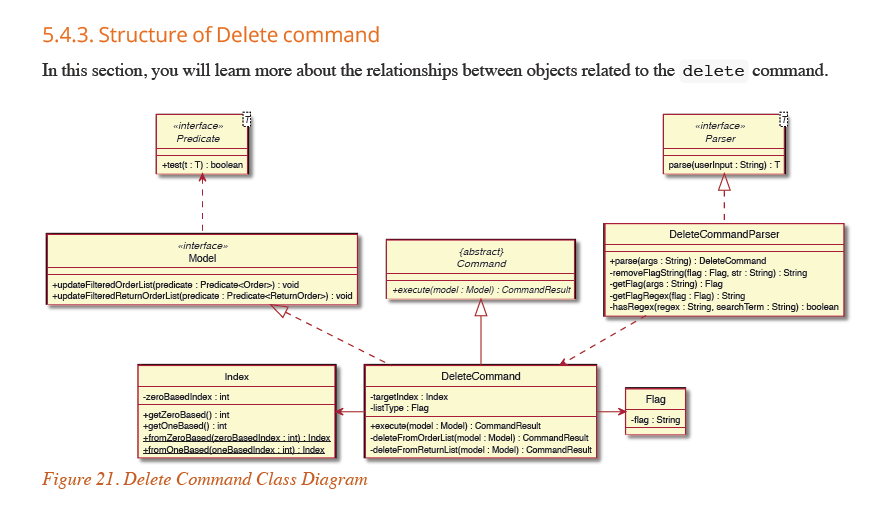 5.4.3. Structure of Delete command
In this section, you will learn more about the relationships between objects related to the delete command.
«interface»
Predicate
T
+test(t : T) : boolean
«interface»
Parser
T
parse(userInput : String) : T
«interface»
Model
+updateFilteredOrderList(predicate : Predicate<Order>) : void
+updateFilteredReturnOrderList(predicate : Predicate<ReturnOrder>) : void
{abstract}
Command
+execute(model : Model) : CommandResult
DeleteCommandParser
+parse(args : String) : DeleteCommand
-removeFlagString(flag : Flag, str : String) : String
-getFlag(args : String) : Flag
-getFlagRegex(flag : Flag) : String
-hasRegex(regex : String, searchTerm : String) : boolean
Index
-zeroBasedIndex : int
+getZeroBased() : int
+getOneBased() : int
+fromZeroBased(zeroBasedIndex : int) : Index
+fromOneBased(oneBasedIndex : int) : Index
DeleteCommand
-targetIndex : Index
-listType : Flag
+execute(model : Model) : CommandResult
-deleteFromOrderList(model : Model) : CommandResult
-deleteFromReturnList(model : Model) : CommandResult
Flag
-flag : String
Figure 21. Delete Command Class Diagram